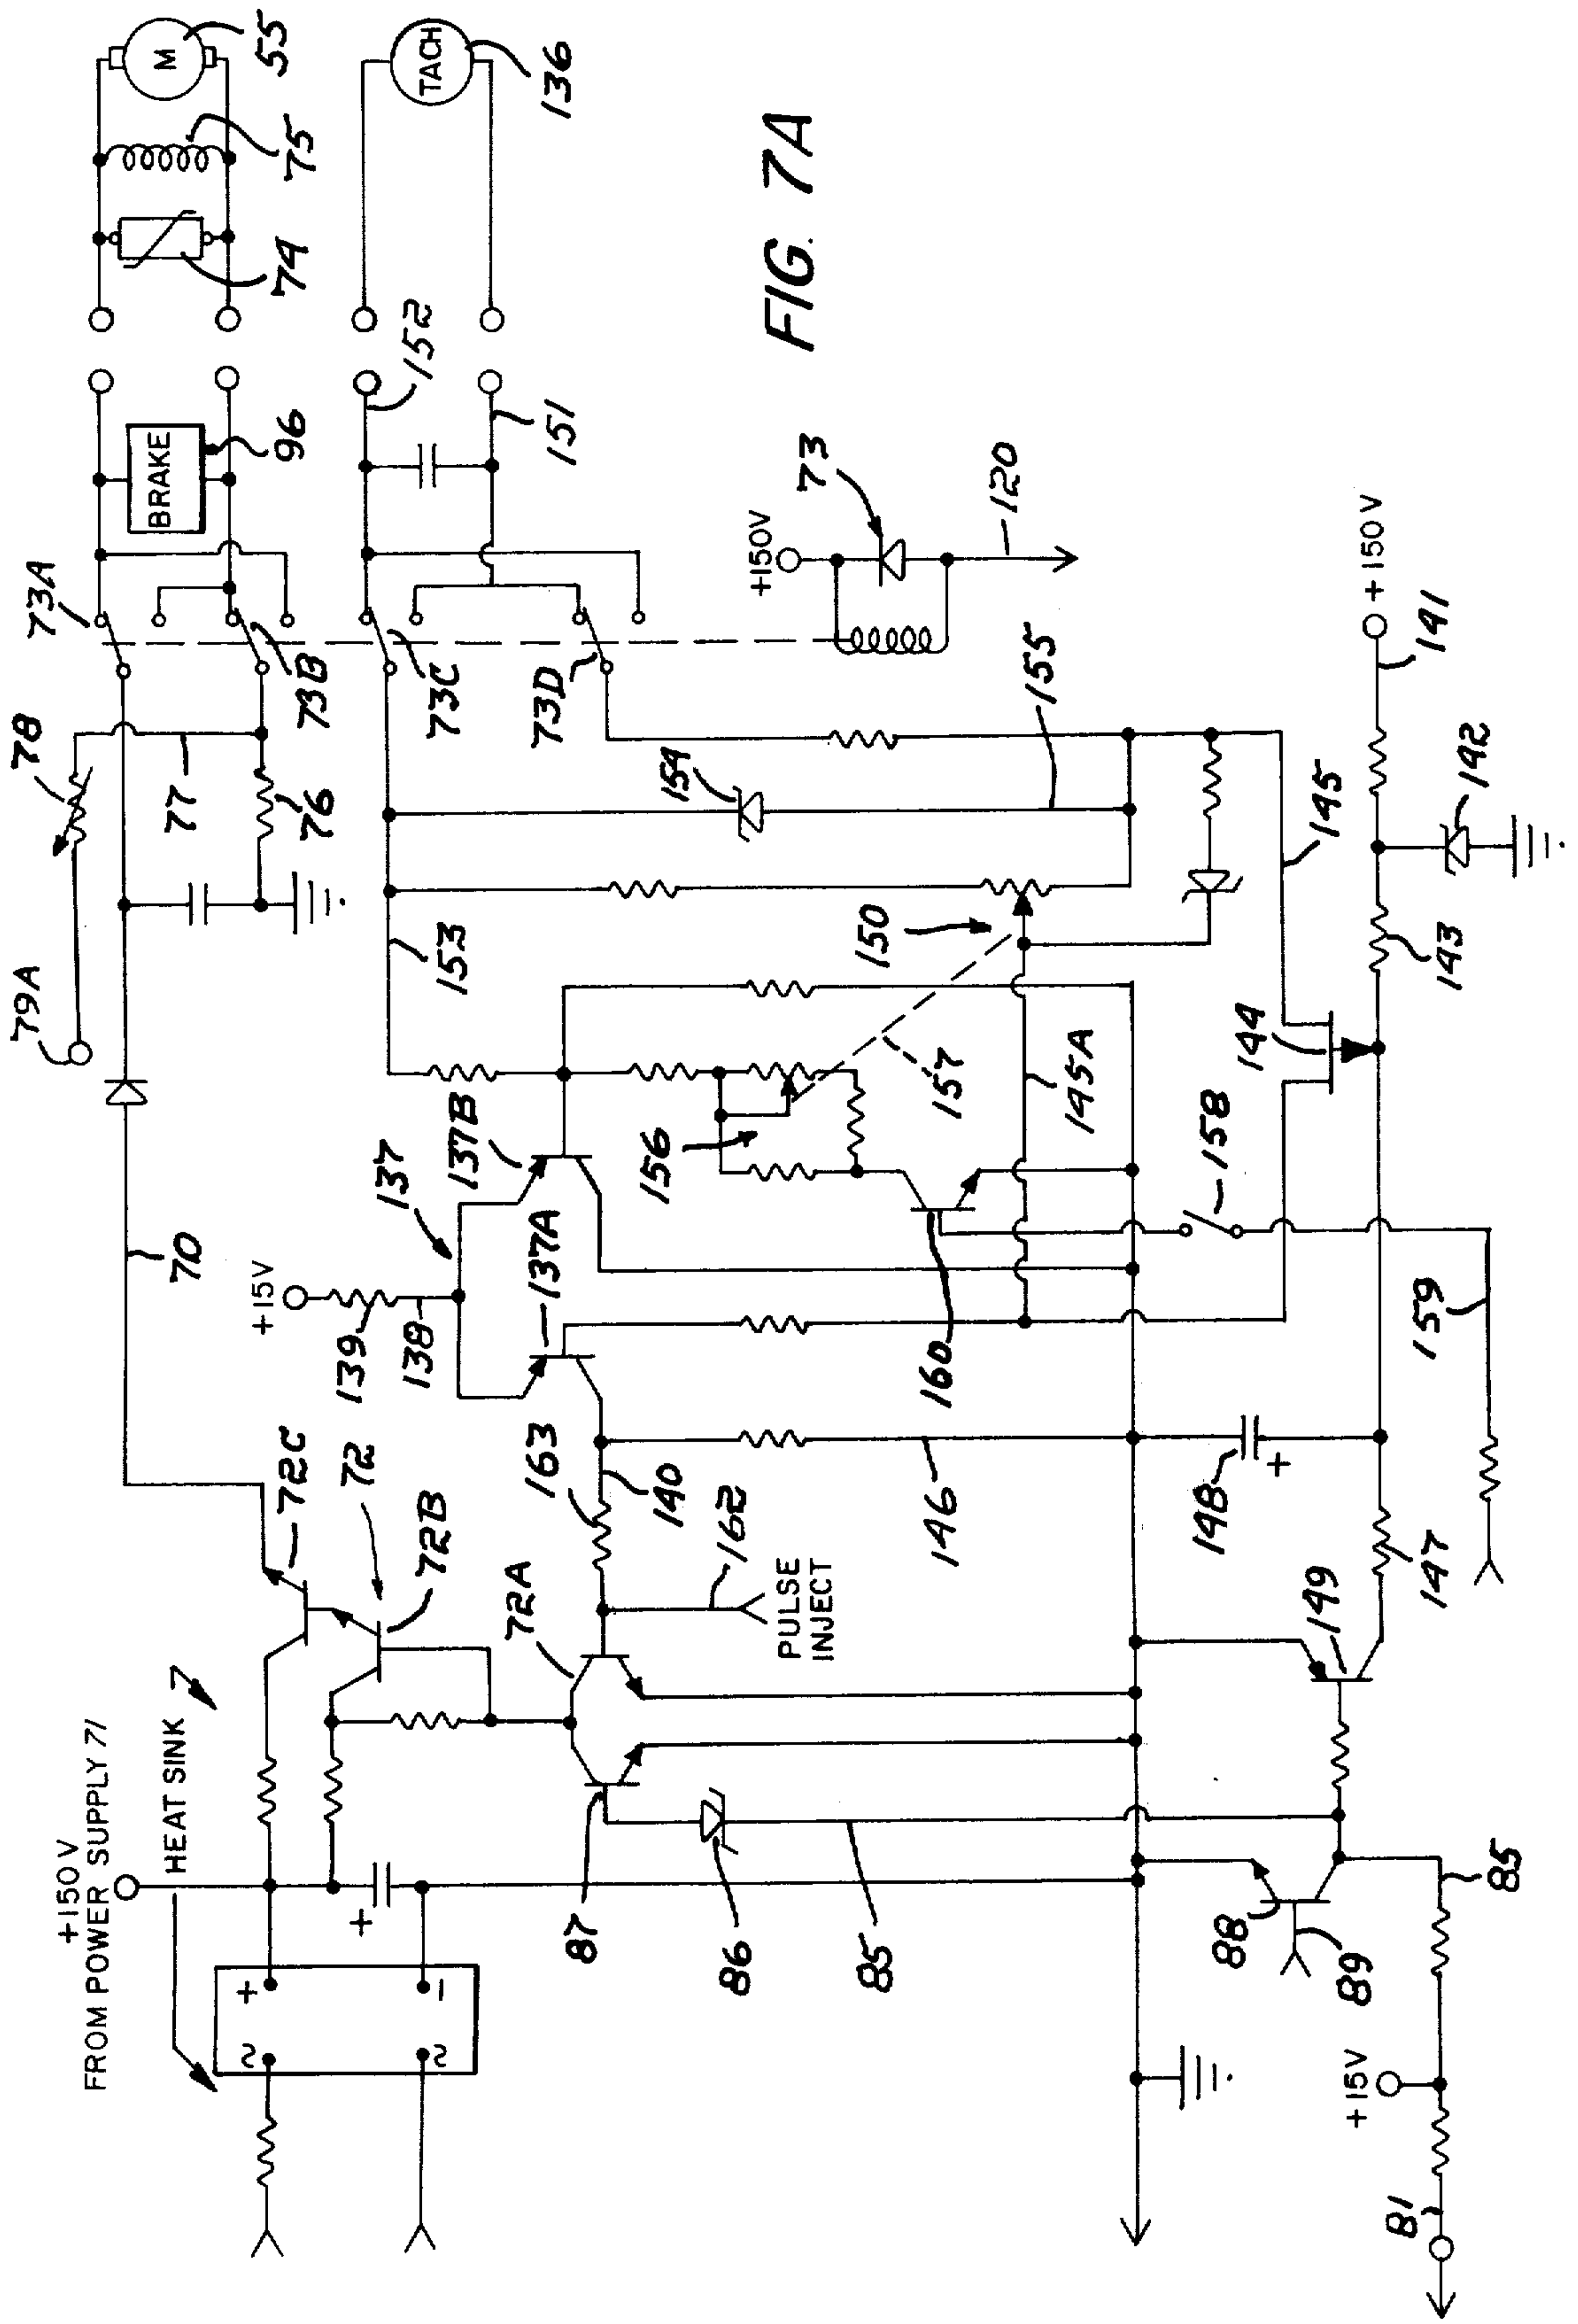 55
M
75
74
136
TACH
FIG. 7A
96
BRAKE
152
151
73
+150V
120
73A
73B
73C
73D
78
77
76
154
155
+150V
141
142
145
143
79A
153
150
144
157
145A
158
156
137B
137
137A
70
+15V
139
138
160
159
72C
72
72B
163
140
162
146
148
+
147
149
72A
PULSE
INJECT
+150V
FROM POWER SUPPLY 71
HEAT SINK 7
+
+
-
~
~
87
86
85
88
89
85
+15V
81